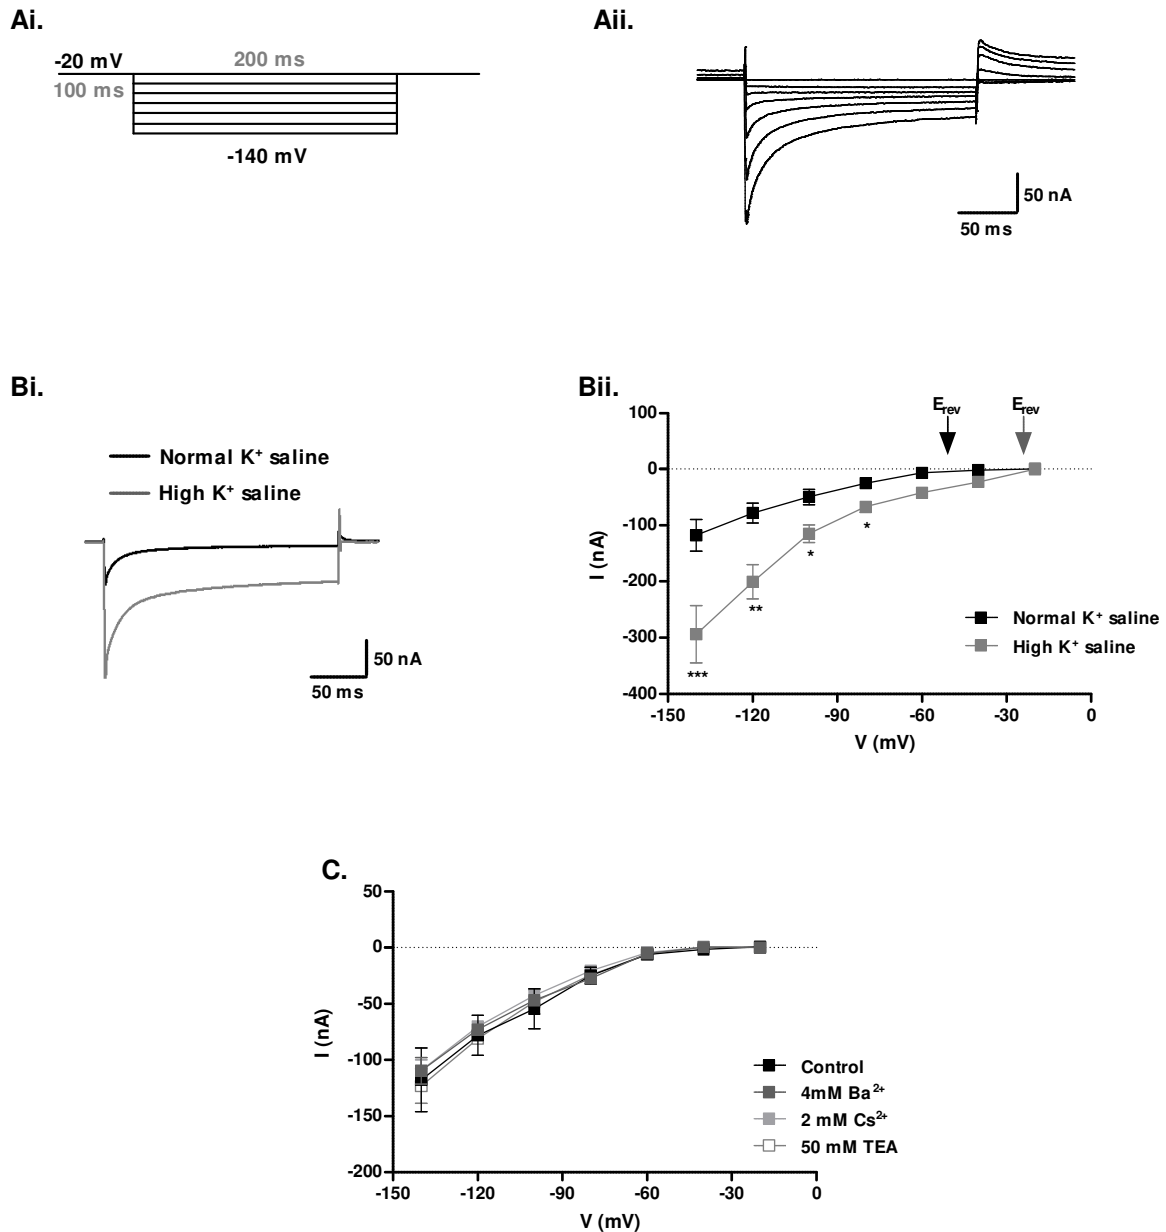 Ai.
-20 mV
200 ms
100 ms
-140 mV
Aii.
50 nA
50 ms
Bi.
Normal K⁺ saline
High K⁺ saline
50 nA
50 ms
Bii.
E_rev
E_rev
100
0
-100
-200
-300
-400
I (nA)
*
*
**
***
Normal K⁺ saline
High K⁺ saline
-150
-120
-90
-60
-30
0
V (mV)
C.
50
0
-50
-100
-150
-200
I (nA)
Control
4mM Ba²⁺
2 mM Cs²⁺
50 mM TEA
-150
-120
-90
-60
-30
0
V (mV)